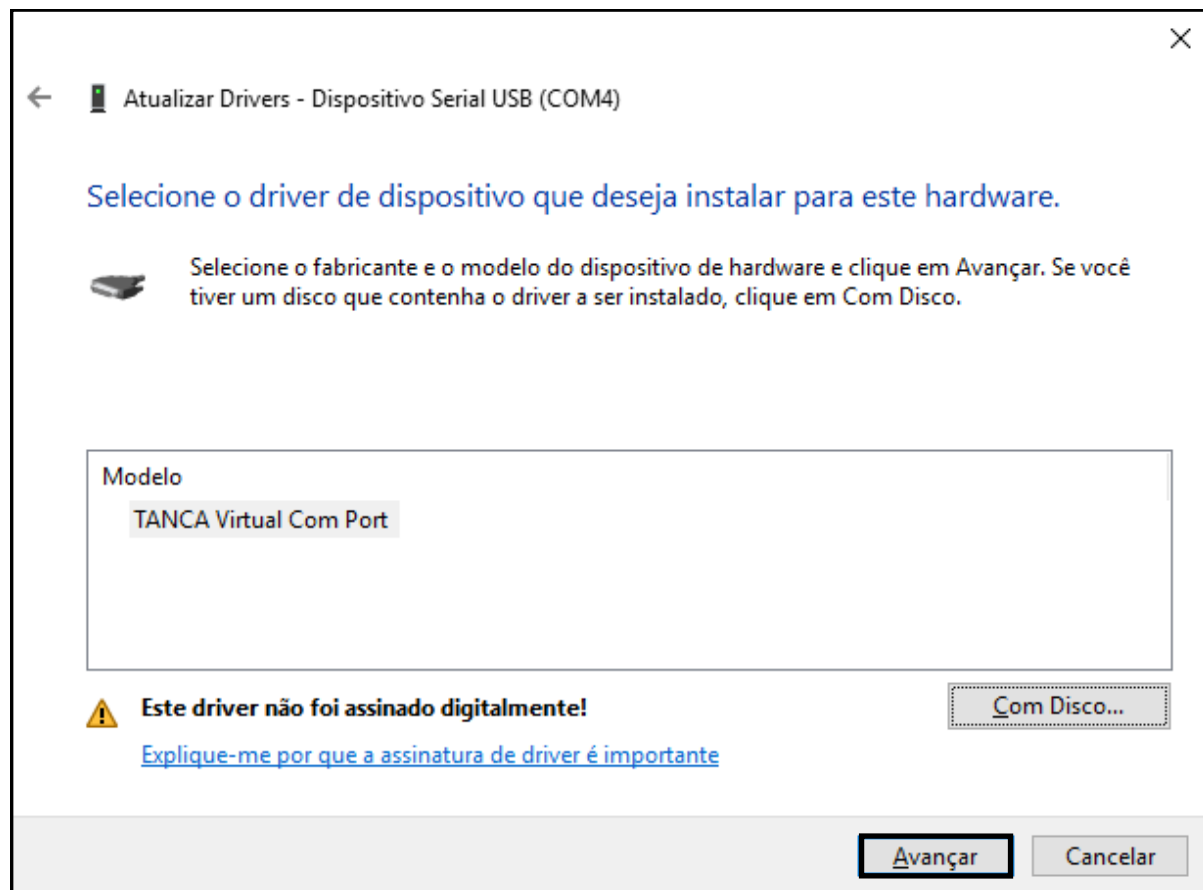 Atualizar Drivers - Dispositivo Serial USB (COM4)
Selecione o driver de dispositivo que deseja instalar para este hardware.
Selecione o fabricante e o modelo do dispositivo de hardware e clique em Avançar. Se você
tiver um disco que contenha o driver a ser instalado, clique em Com Disco.
Modelo
TANCA Virtual Com Port
Este driver não foi assinado digitalmente!
Com Disco...
Explique-me por que a assinatura de driver é importante
Avançar
Cancelar